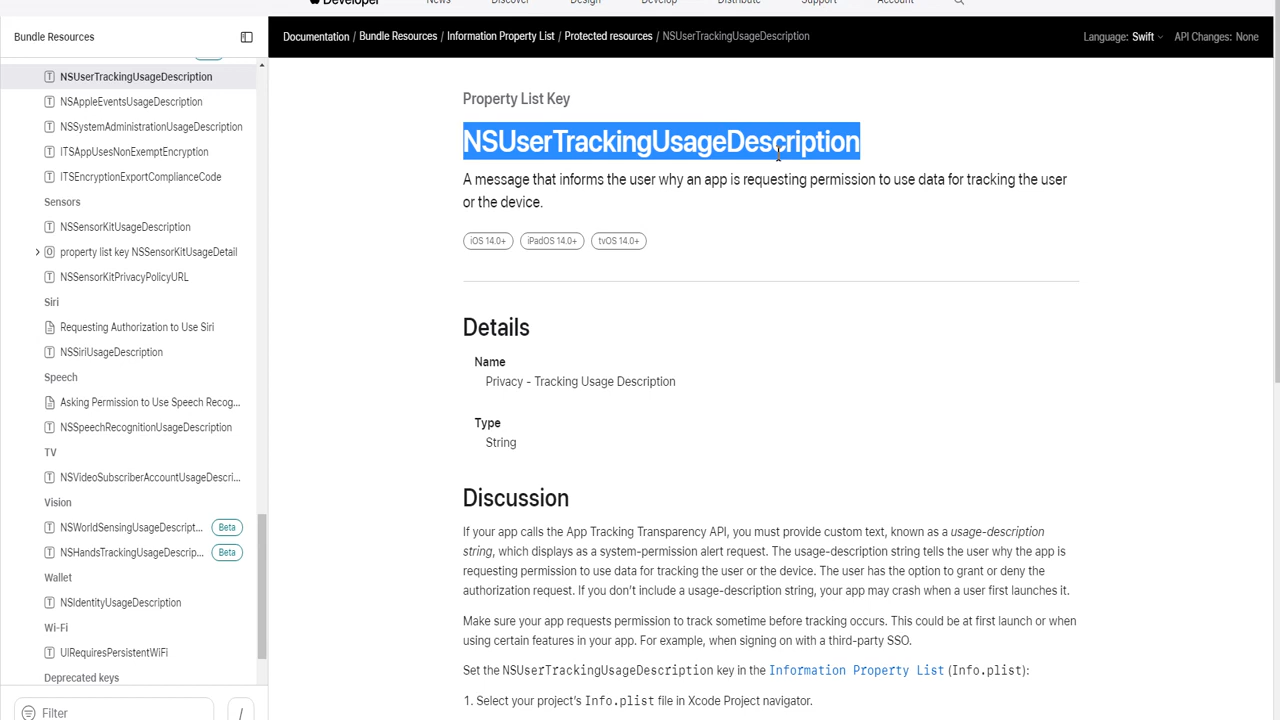 Developer
News
Discover
Design
Develop
Distribute
Support
Account
Bundle Resources
Documentation / Bundle Resources / Information Property List / Protected resources / NSUserTrackingUsageDescription
Language: Swift
API Changes: None
NSUserTrackingUsageDescription
NSAppleEventsUsageDescription
NSSystemAdministrationUsageDescription
ITSAppUsesNonExemptEncryption
ITSEncryptionExportComplianceCode
Sensors
NSSensorKitUsageDescription
property list key NSSensorKitUsageDetail
NSSensorKitPrivacyPolicyURL
Siri
Requesting Authorization to Use Siri
NSSiriUsageDescription
Speech
Asking Permission to Use Speech Recog...
NSSpeechRecognitionUsageDescription
TV
NSVideoSubscriberAccountUsageDescri...
Vision
NSWorldSensingUsageDescript... Beta
NSHandsTrackingUsageDescrip... Beta
Wallet
NSIdentityUsageDescription
Wi-Fi
UIRequiresPersistentWiFi
Deprecated keys
Filter
/
Property List Key
NSUserTrackingUsageDescription
A message that informs the user why an app is requesting permission to use data for tracking the user
or the device.
iOS 14.0+
iPadOS 14.0+
tvOS 14.0+
Details
Name
Privacy - Tracking Usage Description
Type
String
Discussion
If your app calls the App Tracking Transparency API, you must provide custom text, known as a usage-description
string, which displays as a system-permission alert request. The usage-description string tells the user why the app is
requesting permission to use data for tracking the user or the device. The user has the option to grant or deny the
authorization request. If you don’t include a usage-description string, your app may crash when a user first launches it.
Make sure your app requests permission to track sometime before tracking occurs. This could be at first launch or when
using certain features in your app. For example, when signing on with a third-party SSO.
Set the NSUserTrackingUsageDescription key in the Information Property List (Info.plist):
1. Select your project’s Info.plist file in Xcode Project navigator.